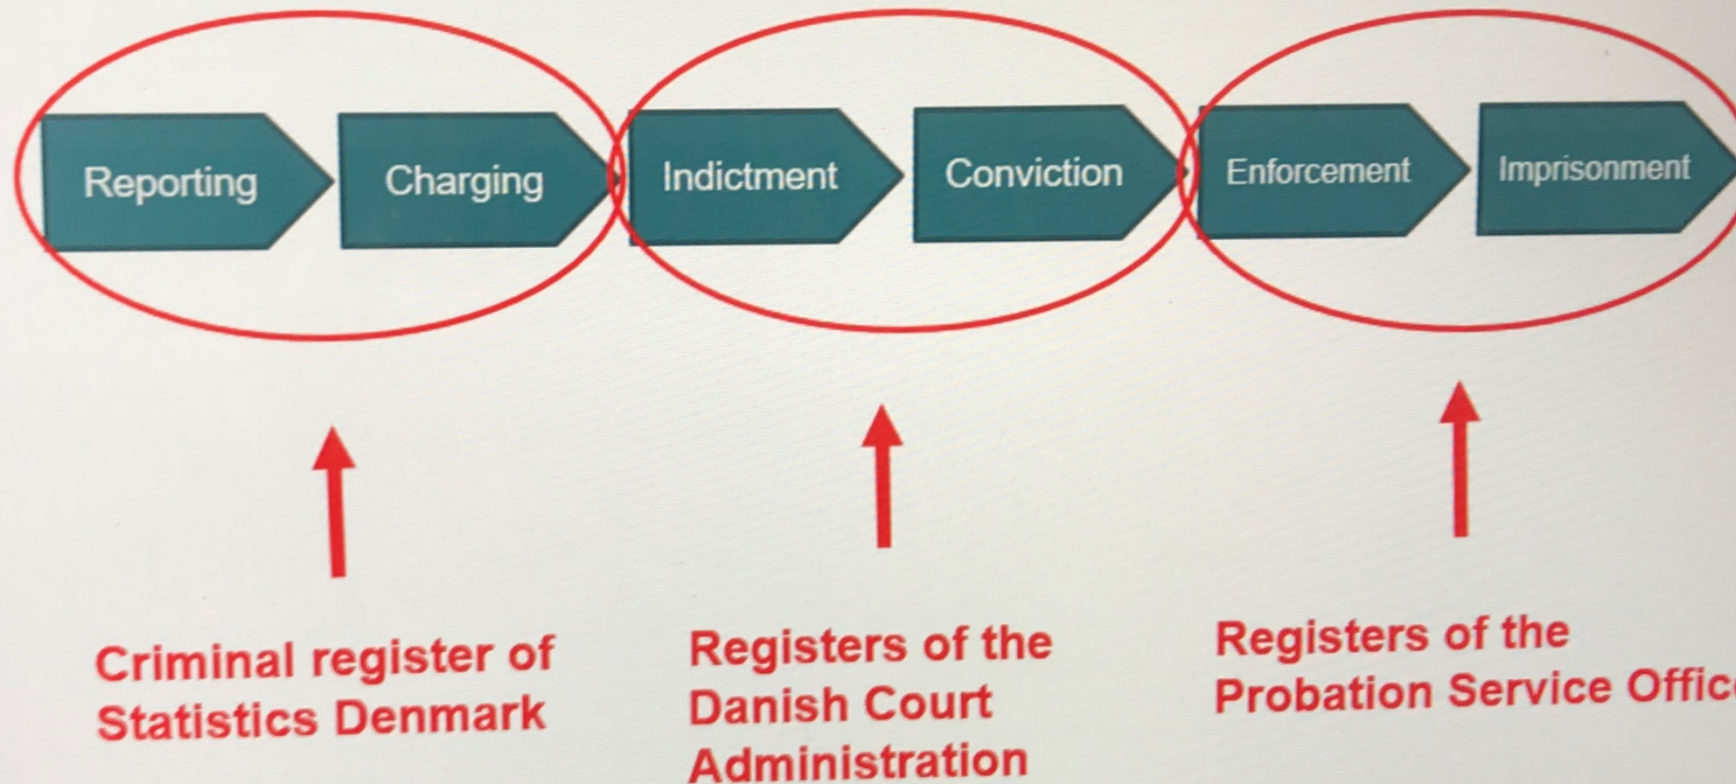 Reporting
Charging
Indictment
Conviction
Enforcement
Imprisonment
Criminal register of
Statistics Denmark
Registers of the
Danish Court
Administration
Registers of the
Probation Service